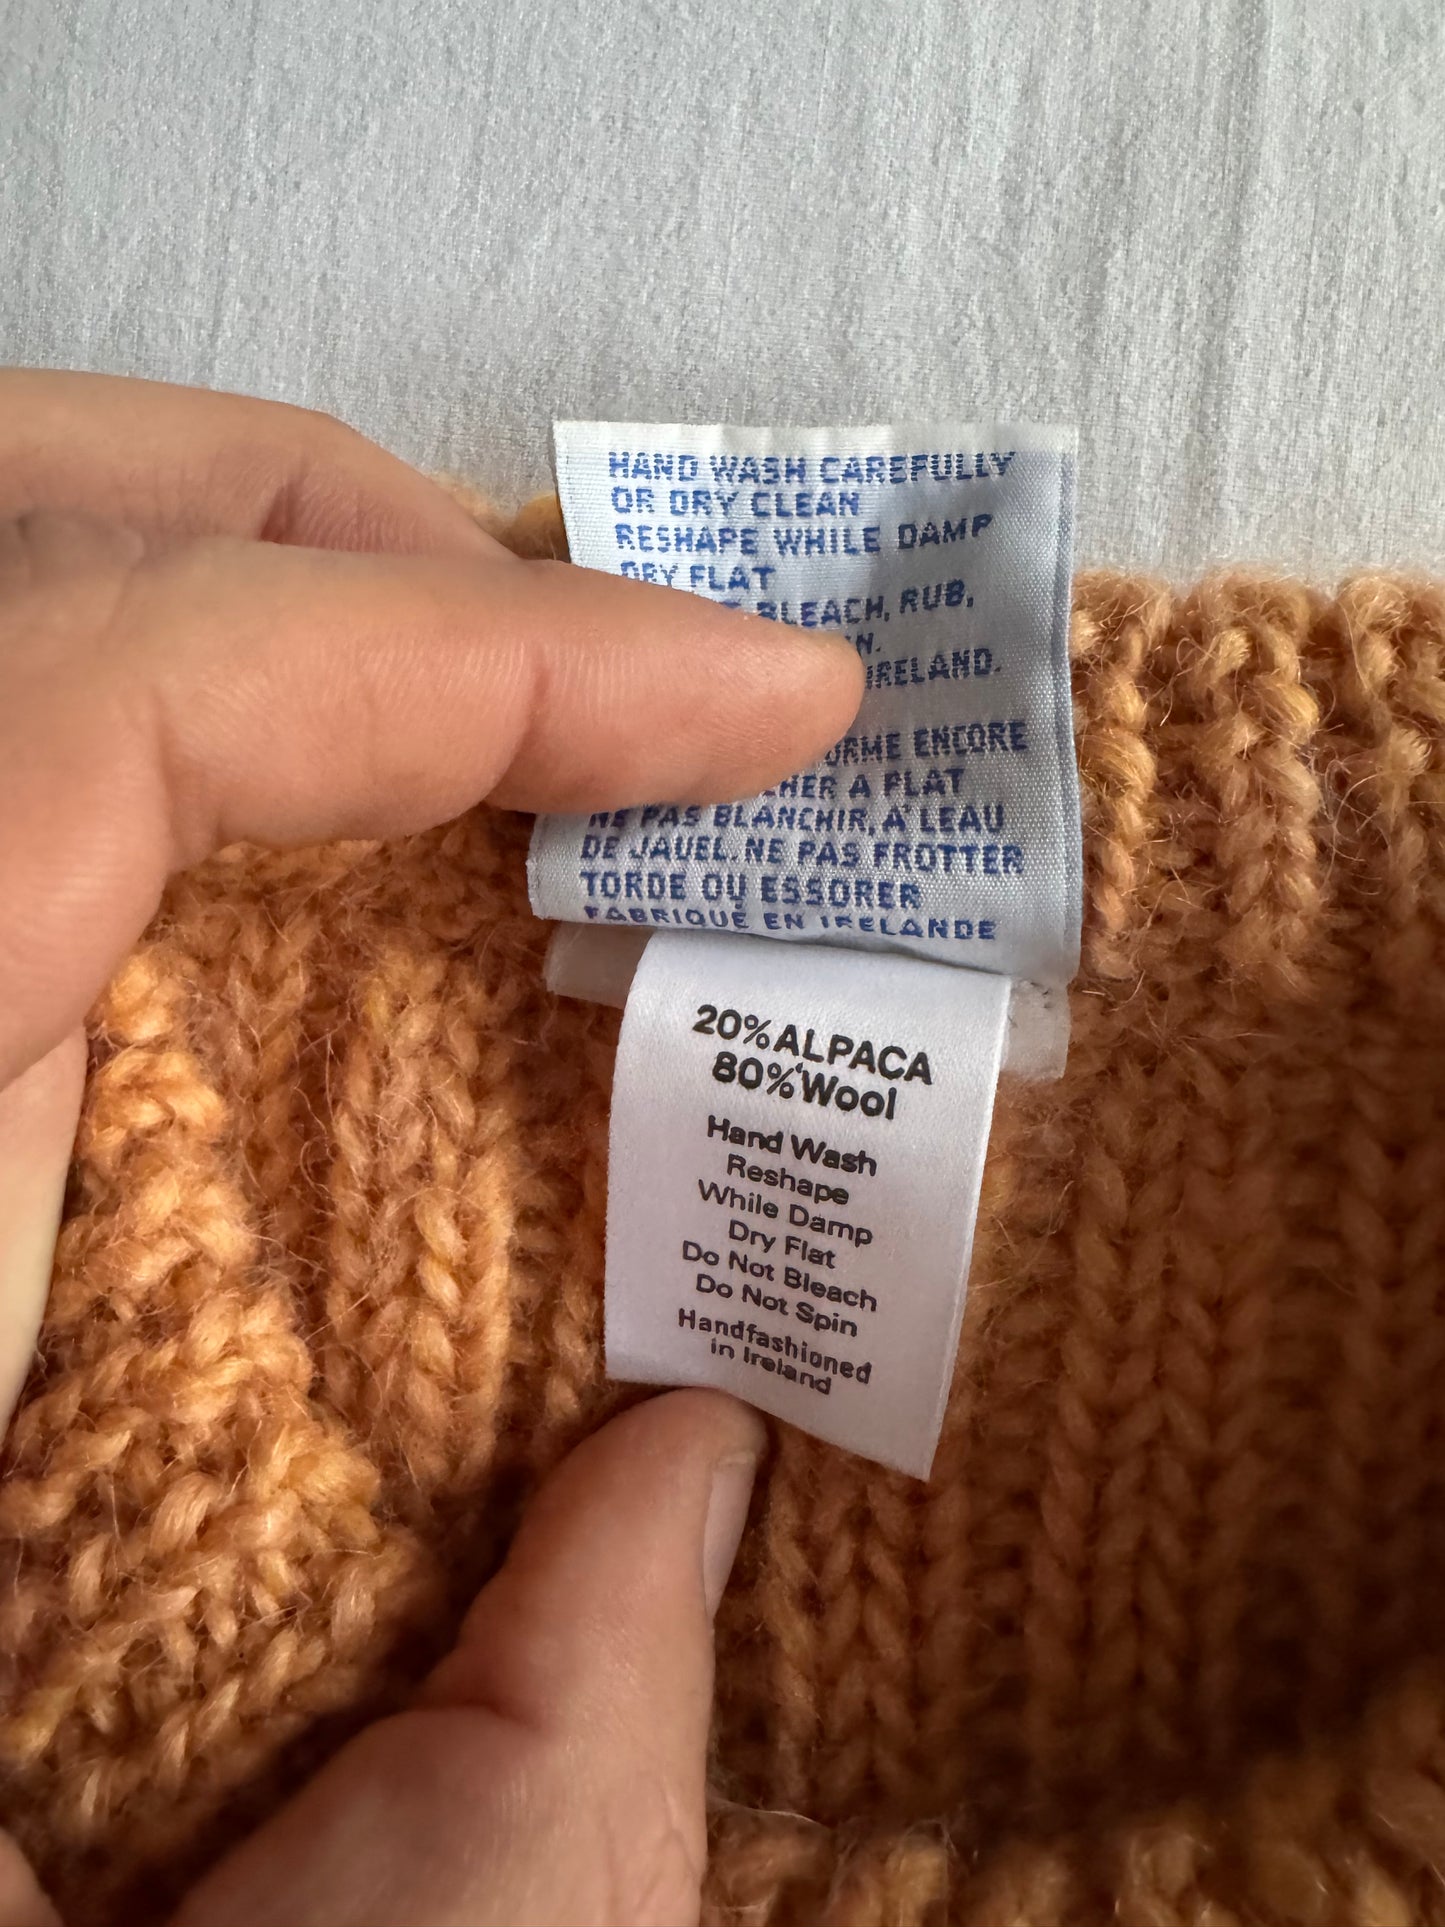 HAND WASH CAREFULLY
OR DRY CLEAN
RESHAPE WHILE DAMP
DRY FLAT
BLEACH, RUB,
IRELAND.
ENCORE
A PLAT
NE PAS BLANCHIR, A' LEAU
DE JAUEL. NE PAS FROTTER
TORDE OU ESSORER
FABRIQUÉ EN IRELANDE
20% ALPACA
80% Wool
Hand Wash
Reshape
While Damp
Dry Flat
Do Not Bleach
Do Not Spin
Handfashioned
in Ireland